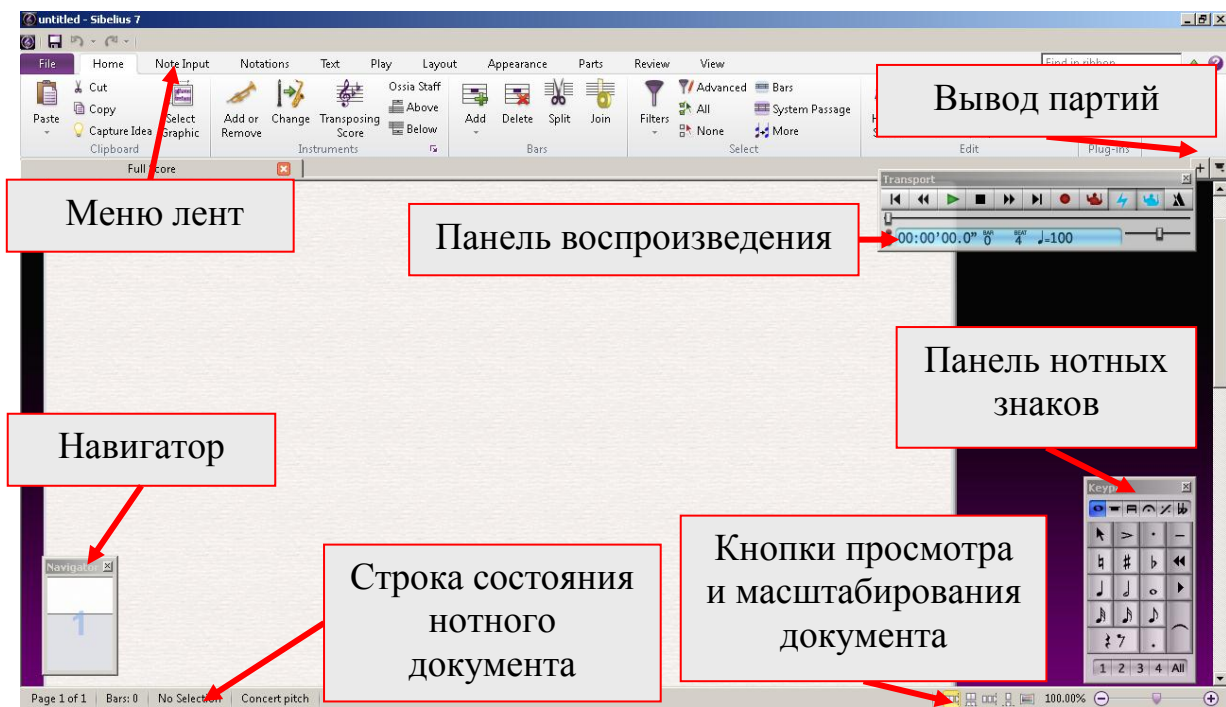 untitled - Sibelius 7
File Home Note Input Notations Text Play Layout Appearance Parts Review View Find in ribbon
Paste
Cut
Copy
Capture Idea
Select Graphic
Clipboard
Add or Remove
Change
Transposing Score
Ossia Staff
Above
Below
Instruments
Add
Delete
Split
Join
Bars
Filters
Advanced
All
None
Bars
System Passage
More
Select
Edit
Plug-ins
Вывод партий
Full Score
Меню лент
Панель воспроизведения
Transport
00:00'00.0" BAR 0 BEAT 4 ♩=100
Панель нотных
знаков
Навигатор
Navigator
1
Строка состояния
нотного
документа
Кнопки просмотра
и масштабирования
документа
1 2 3 4 All
Page 1 of 1 Bars: 0 No Selection Concert pitch 100.00%